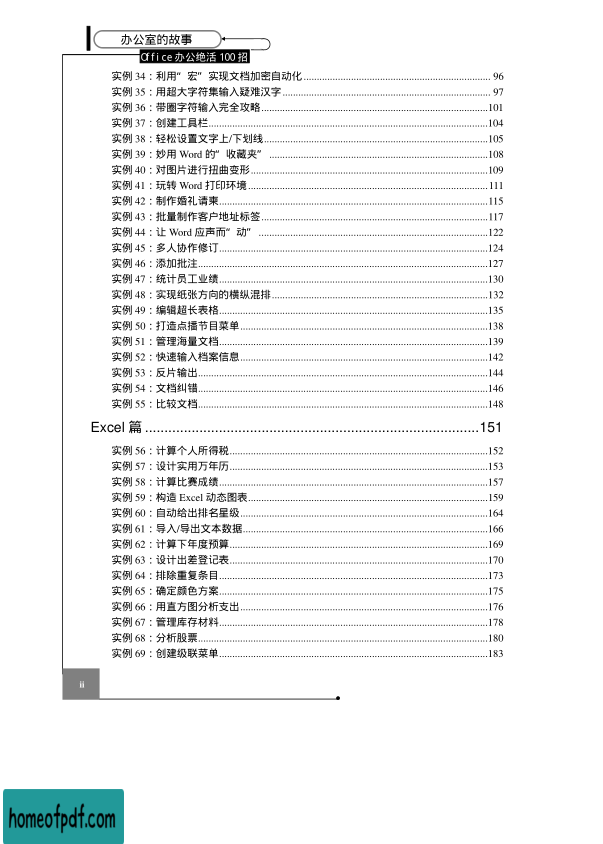 办公室的故事
Office 办公绝活 100 招
实例 34：利用“宏”实现文档加密自动化........................................ 96
实例 35：用超大字符集输入疑难汉字........................................ 97
实例 36：带圈字符输入完全攻略........................................101
实例 37：创建工具栏........................................104
实例 38：轻松设置文字上/下划线........................................105
实例 39：妙用 Word 的“收藏夹”........................................108
实例 40：对图片进行扭曲变形........................................109
实例 41：玩转 Word 打印环境........................................111
实例 42：制作婚礼请柬........................................115
实例 43：批量制作客户地址标签........................................117
实例 44：让 Word 应声而“动”........................................122
实例 45：多人协作修订........................................124
实例 46：添加批注........................................127
实例 47：统计员工业绩........................................130
实例 48：实现纸张方向的横纵混排........................................132
实例 49：编辑超长表格........................................135
实例 50：打造点播节目菜单........................................138
实例 51：管理海量文档........................................139
实例 52：快速输入档案信息........................................142
实例 53：反片输出........................................144
实例 54：文档纠错........................................146
实例 55：比较文档........................................148
Excel 篇........................................151
实例 56：计算个人所得税........................................152
实例 57：设计实用万年历........................................153
实例 58：计算比赛成绩........................................157
实例 59：构造 Excel 动态图表........................................159
实例 60：自动给出排名星级........................................164
实例 61：导入/导出文本数据........................................166
实例 62：计算下年度预算........................................169
实例 63：设计出差登记表........................................170
实例 64：排除重复条目........................................173
实例 65：确定颜色方案........................................175
实例 66：用直方图分析支出........................................176
实例 67：管理库存材料........................................178
实例 68：分析股票........................................180
实例 69：创建级联菜单........................................183
ii
homeofpdf.com